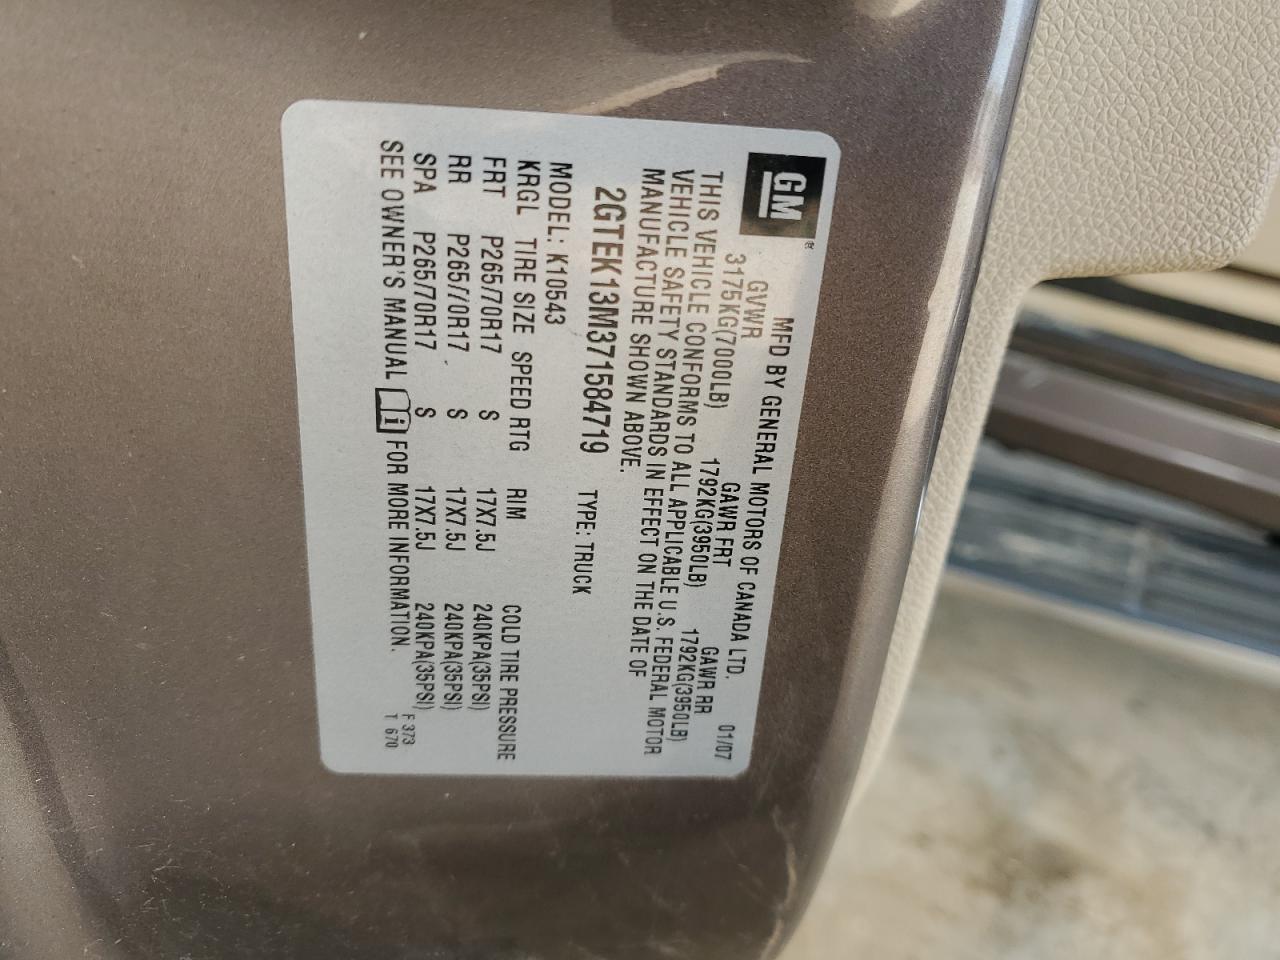 GM
MFD BY GENERAL MOTORS OF CANADA LTD. 01/07
GVWR GAWR FRT GAWR RR
3175KG(7000LB) 1792KG(3950LB) 1792KG(3950LB)
THIS VEHICLE CONFORMS TO ALL APPLICABLE U.S. FEDERAL MOTOR
VEHICLE SAFETY STANDARDS IN EFFECT ON THE DATE OF
MANUFACTURE SHOWN ABOVE.
2GTEK13M371584719 TYPE: TRUCK
MODEL: K10543
KRGL TIRE SIZE SPEED RTG RIM COLD TIRE PRESSURE
FRT P265/70R17 S 17X7.5J 240KPA(35PSI)
RR P265/70R17 S 17X7.5J 240KPA(35PSI)
SPA P265/70R17 S 17X7.5J 240KPA(35PSI)
SEE OWNER'S MANUAL FOR MORE INFORMATION.
F 373
T 670